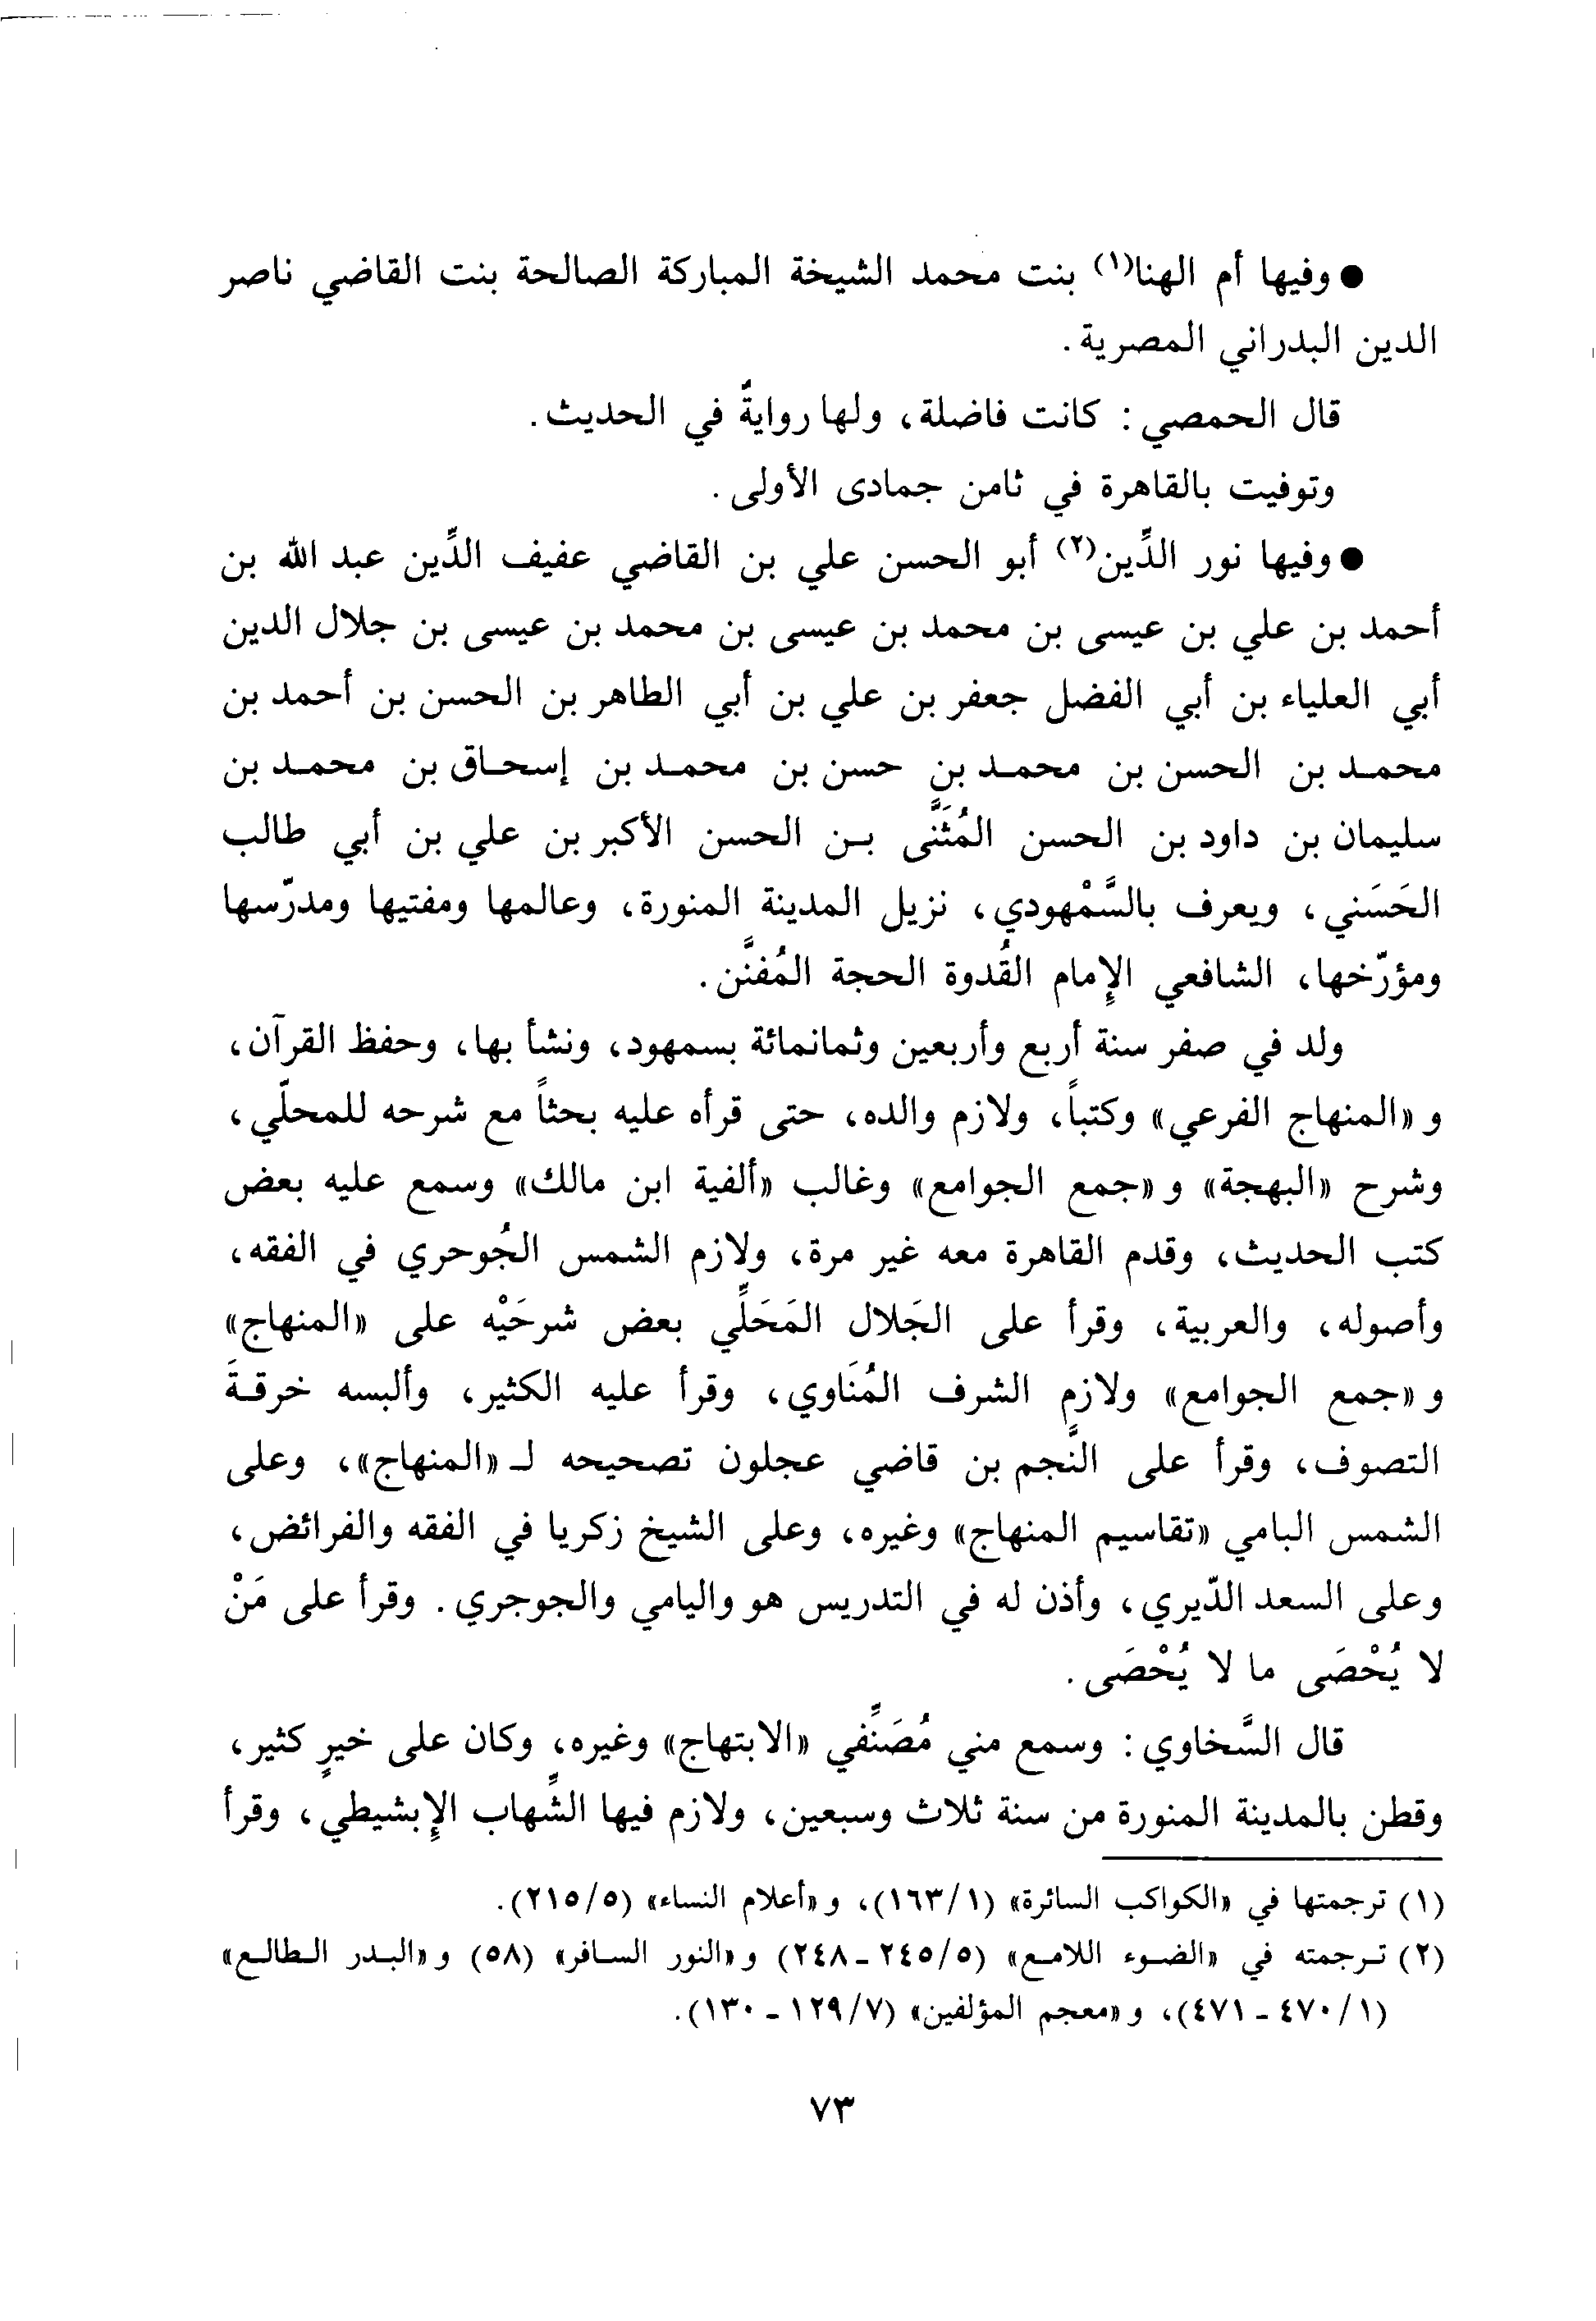 ● وفيها أم الهنا(١) بنت محمد الشيخة المباركة الصالحة بنت القاضي ناصر
الدين البدراني المصرية.
قال الحمصي: كانت فاضلة، ولها روايةٌ في الحديث.
وتوفيت بالقاهرة في ثامن جمادى الأولى.
● وفيها نور الدِّين(٢) أبو الحسن علي بن القاضي عفيف الدِّين عبد الله بن
أحمد بن علي بن عيسى بن محمد بن عيسى بن محمد بن عيسى بن جلال الدين
أبي العلياء بن أبي الفضل جعفر بن علي بن أبي الطاهر بن الحسن بن أحمد بن
محمـد بن الحسن بن محمـد بن حسن بن محمـد بن إسحـاق بن محمـد بن
سليمان بن داود بن الحسن المُثَنَّى بـن الحسن الأكبر بن علي بن أبي طالب
الحَسَني، ويعرف بالسَّمْهودي، نزيل المدينة المنورة، وعالمها ومفتيها ومدرّسها
ومؤرّخها، الشافعي الإمام القُدوة الحجة المُفنَّن.
ولد في صفر سنة أربع وأربعين وثمانمائة بسمهود، ونشأ بها، وحفظ القرآن،
و «المنهاج الفرعي» وكتباً، ولازم والده، حتى قرأه عليه بحثاً مع شرحه للمحلّي،
وشرح «البهجة» و «جمع الجوامع» وغالب «ألفية ابن مالك» وسمع عليه بعض
كتب الحديث، وقدم القاهرة معه غير مرة، ولازم الشمس الجُوحري في الفقه،
وأصوله، والعربية، وقرأ على الجَلال المَحَلِّي بعض شرحَيْه على «المنهاج»
و «جمع الجوامع» ولازم الشرف المُنَاوي، وقرأ عليه الكثير، وألبسه خرقـةَ
التصوف، وقرأ على النَّجم بن قاضي عجلون تصحيحه لـ «المنهاج»، وعلى
الشمس البامي «تقاسيم المنهاج» وغيره، وعلى الشيخ زكريا في الفقه والفرائض،
وعلى السعد الدّيري، وأذن له في التدريس هو واليامي والجوجري. وقرأ على مَنْ
لا يُحْصَى ما لا يُحْصَى.
قال السَّخاوي: وسمع مني مُصَنِّفي «الابتهاج» وغيره، وكان على خيرٍ كثير،
وقطن بالمدينة المنورة من سنة ثلاث وسبعين، ولازم فيها الشِّهاب الإبشيطي، وقرأ
(١) ترجمتها في «الكواكب السائرة» (١/١٦٣)، و «أعلام النساء» (٥/٢١٥).
(٢) تـرجمته في «الضـوء اللامـع» (٥/٢٤٥ ـ ٢٤٨) و «النور السـافر» (٥٨) و «البـدر الـطالـع»
(١/٤٧٠ ـ ٤٧١)، و «معجم المؤلفين» (٧/١٢٩ ـ ١٣٠).
٧٣